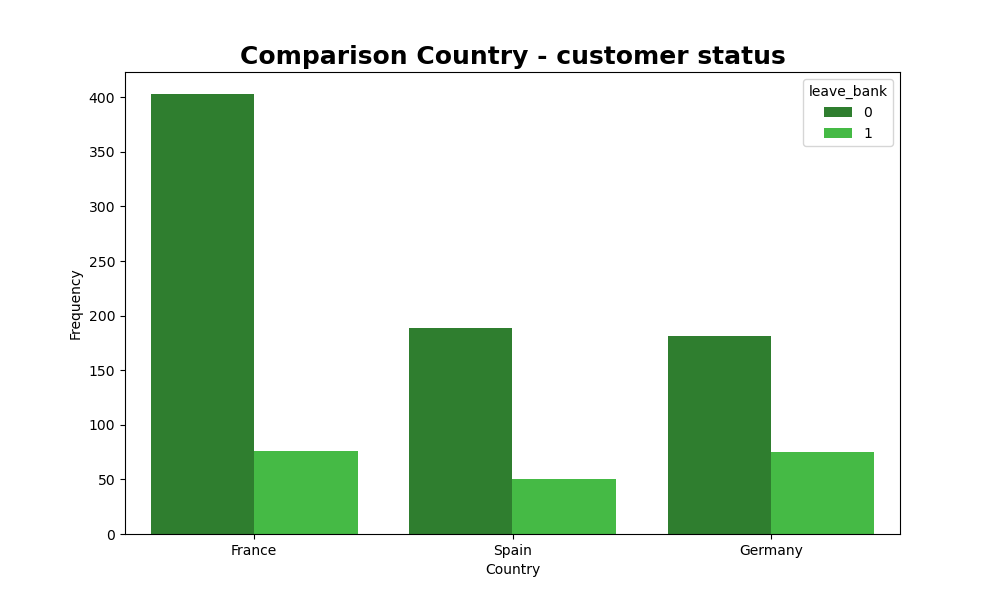 Comparison Country - customer status
leave_bank
0
1
400
350
300
250
200
150
100
50
0
Frequency
France
Spain
Germany
Country